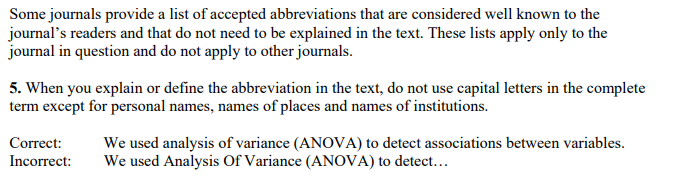 Some journals provide a list of accepted abbreviations that are considered well known to the
journal's readers and that do not need to be explained in the text. These lists apply only to the
journal in question and do not apply to other journals.
5. When you explain or define the abbreviation in the text, do not use capital letters in the complete
term except for personal names, names of places and names of institutions.
Correct: We used analysis of variance (ANOVA) to detect associations between variables.
Incorrect: We used Analysis Of Variance (ANOVA) to detect…